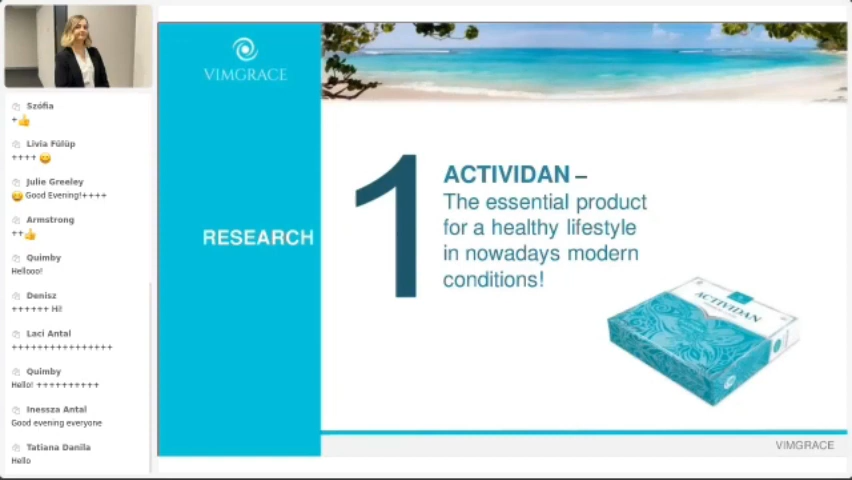 Szófia
+👍
Livia Fülüp
++++ 😄
Julie Greeley
😄 Good Evening!++++
Armstrong
++👍
Quimby
Hellooo!
Denisz
++++++ Hi!
Laci Antal
++++++++++++++++
Quimby
Hello! ++++++++++
Inessza Antal
Good evening everyone
Tatiana Danila
Hello
VIMGRACE
RESEARCH
1
ACTIVIDAN –
The essential product
for a healthy lifestyle
in nowadays modern
conditions!
ACTIVIDAN
VIMGRACE